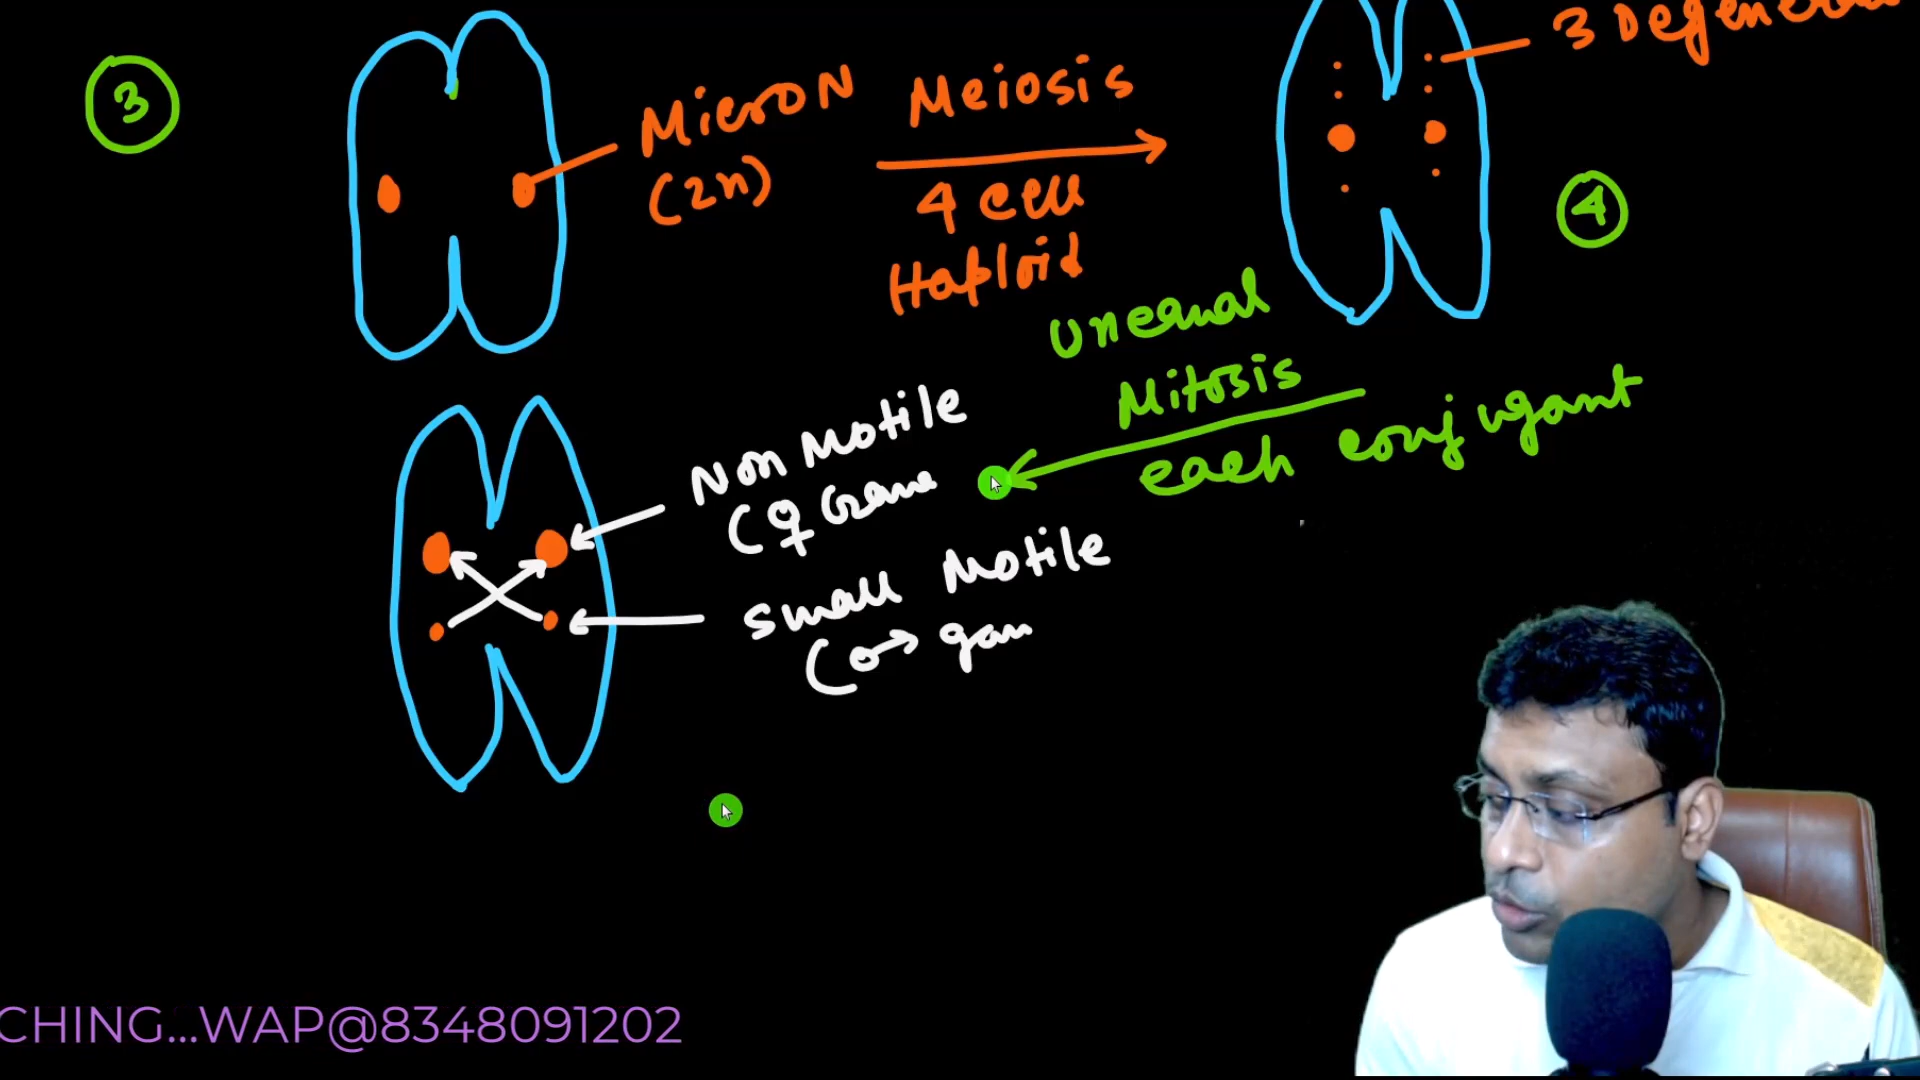 3
MicroN
(2n)
Meiosis
4 cell
Haploid
3
4
Unequal
Mitosis
each conjugant
Non Motile
(♀ Game
Small Motile
(♂ gam
CHING...WAP@8348091202